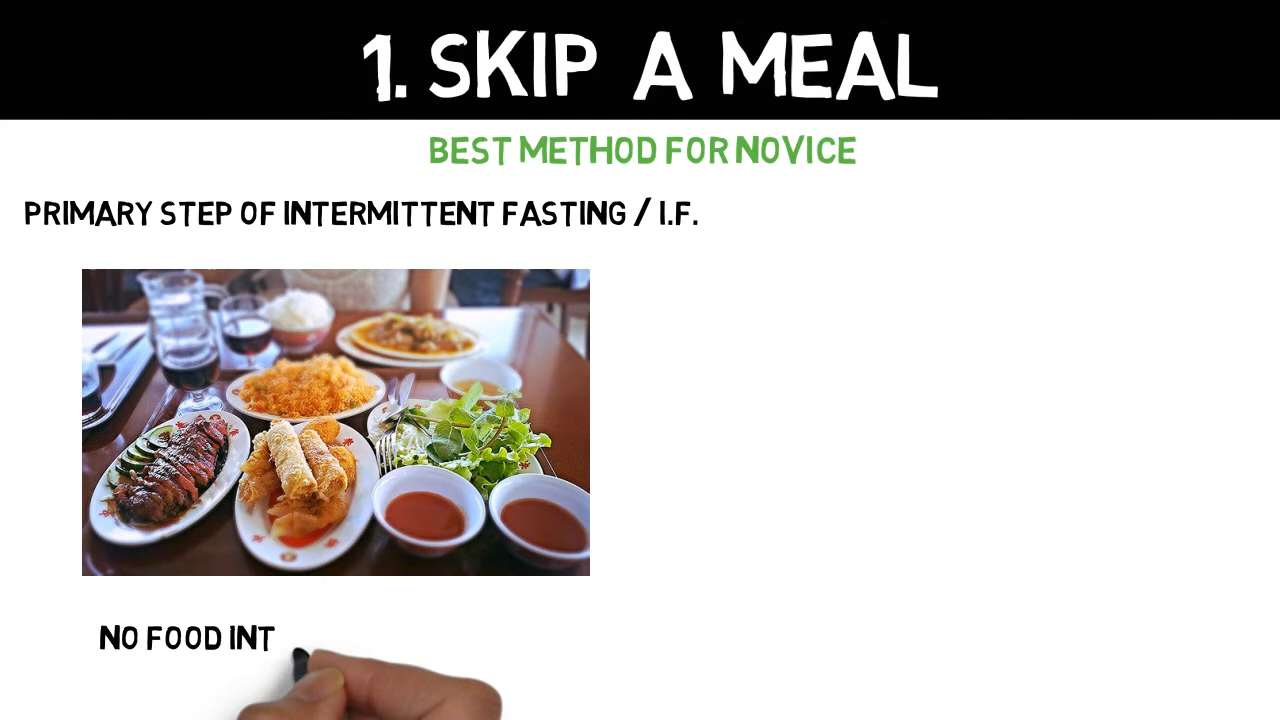 1. SKIP A MEAL
BEST METHOD FOR NOVICE
PRIMARY STEP OF INTERMITTENT FASTING / I.F.
NO FOOD INT